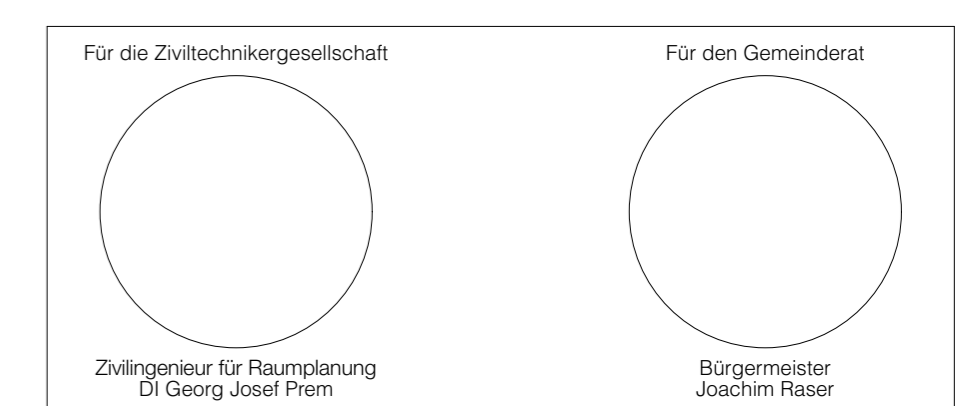 Für die Ziviltechnikergesellschaft
Zivilingenieur für Raumplanung
DI Georg Josef Prem
Für den Gemeinderat
Bürgermeister
Joachim Raser